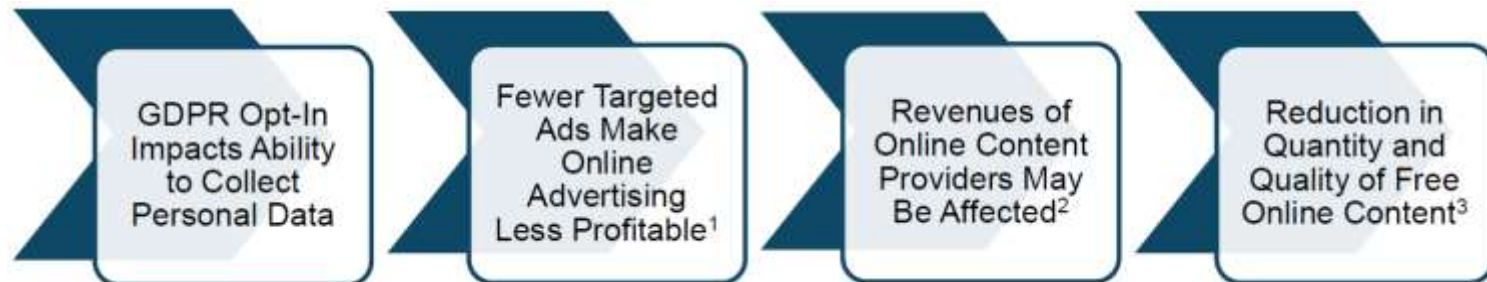 GDPR Opt-In
Impacts Ability
to Collect
Personal Data
Fewer Targeted
Ads Make
Online
Advertising
Less Profitable¹
Revenues of
Online Content
Providers May
Be Affected²
Reduction in
Quantity and
Quality of Free
Online Content³